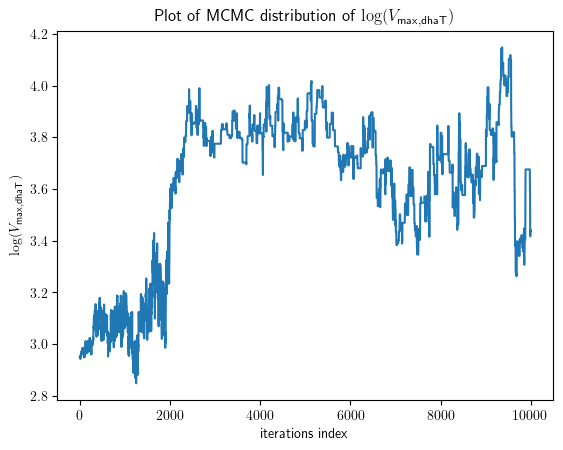 Plot of MCMC distribution of log(V_max,dhaT)
4.2
4.0
3.8
3.6
3.4
3.2
3.0
2.8
log(V_max,dhaT)
0 2000 4000 6000 8000 10000
iterations index